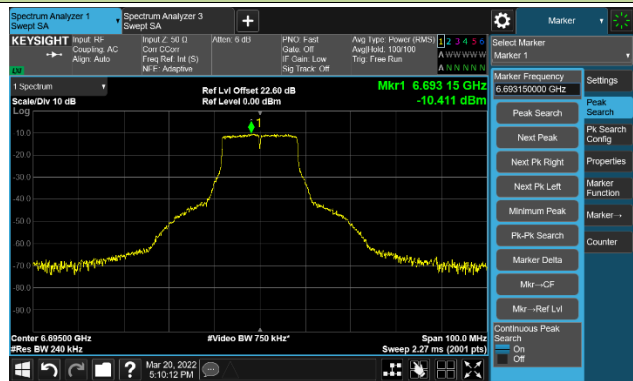 Spectrum Analyzer 1
Swept SA
Spectrum Analyzer 3
Swept SA
Marker
KEYSIGHT
Input: RF
Coupling: AC
Align: Auto
Input Z: 50 Ω
Corr CCorr
Freq Ref: Int (S)
NFE: Adaptive
Atten: 6 dB
PNO: Fast
Gate: Off
IF Gain: Low
Sig Track: Off
Avg Type: Power (RMS)
Avg|Hold: 100/100
Trig: Free Run
1 2 3 4 5 6
A W W W W W
A N N N N N
LXI
Select Marker
Marker 1
1 Spectrum
Scale/Div 10 dB
Log
Ref Lvl Offset 22.60 dB
Ref Level 0.00 dBm
Mkr1 6.693 15 GHz
-10.411 dBm
1
-10.0
-20.0
-30.0
-40.0
-50.0
-60.0
-70.0
-80.0
-90.0
Center 6.69500 GHz
#Res BW 240 kHz
#Video BW 750 kHz*
Span 100.0 MHz
Sweep 2.27 ms (2001 pts)
Marker Frequency
6.693150000 GHz
Peak Search
Next Peak
Next Pk Right
Next Pk Left
Minimum Peak
Pk-Pk Search
Marker Delta
Mkr→CF
Mkr→Ref Lvl
Continuous Peak
Search
On
Off
Settings
Peak
Search
Pk Search
Config
Properties
Marker
Function
Marker→
Counter
?
Mar 20, 2022
5:10:12 PM